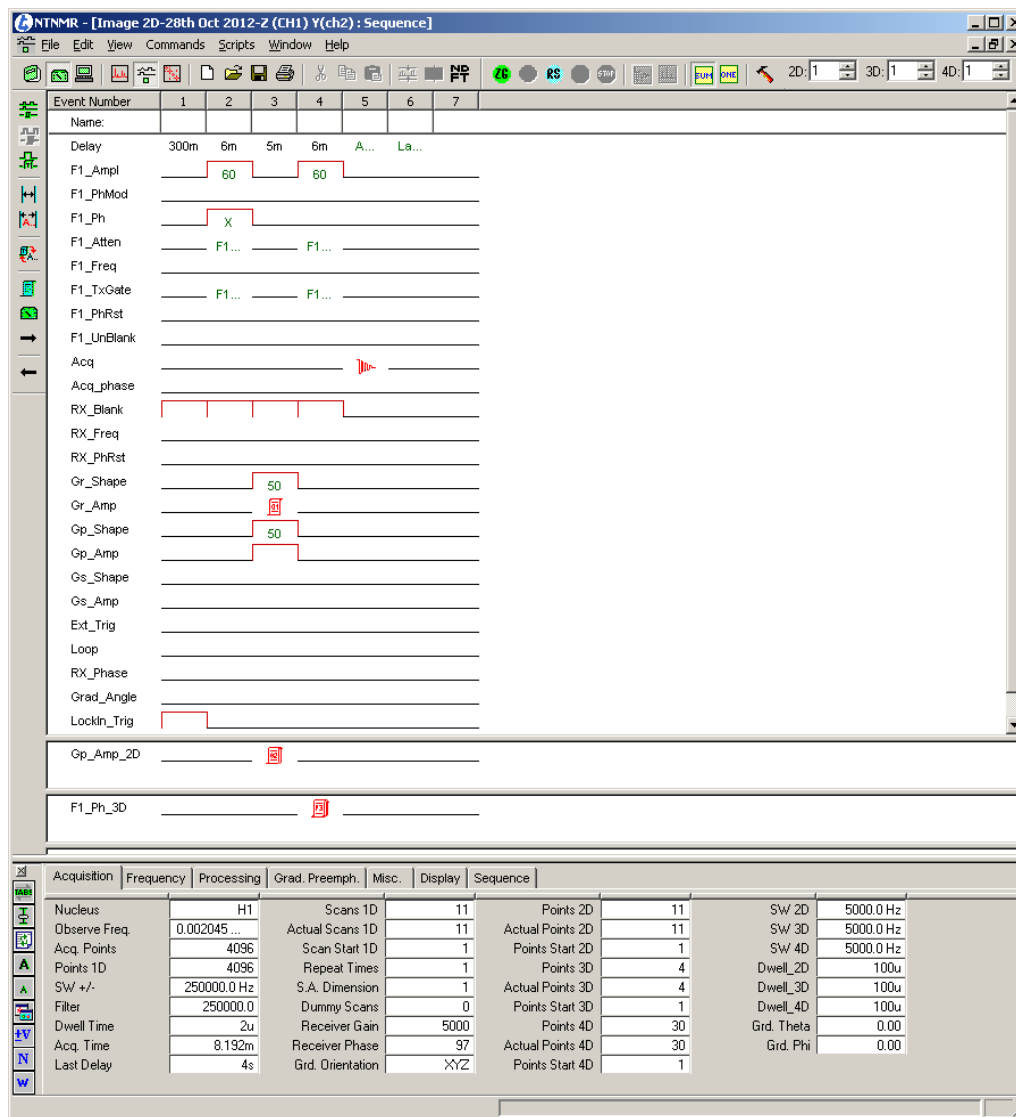 NTNMR - [Image 2D-28th Oct 2012-Z (CH1) Y(ch2) : Sequence]
File Edit View Commands Scripts Window Help
ND FT ZG RS STOP SUM ONE 2D: 1 3D: 1 4D: 1
Event Number 1 2 3 4 5 6 7
Name:
Delay 300m 6m 5m 6m A... La...
F1_Ampl 60 60
F1_PhMod
F1_Ph X
F1_Atten F1... F1...
F1_Freq
F1_TxGate F1... F1...
F1_PhRst
F1_UnBlank
Acq
Acq_phase
RX_Blank
RX_Freq
RX_PhRst
Gr_Shape 50
Gr_Amp
Gp_Shape 50
Gp_Amp
Gs_Shape
Gs_Amp
Ext_Trig
Loop
RX_Phase
Grad_Angle
LockIn_Trig
Gp_Amp_2D
F1_Ph_3D
Acquisition Frequency Processing Grad. Preemph. Misc. Display Sequence
Nucleus H1 Scans 1D 11 Points 2D 11 SW 2D 5000.0 Hz
Observe Freq. 0.002045 ... Actual Scans 1D 11 Actual Points 2D 11 SW 3D 5000.0 Hz
Acq. Points 4096 Scan Start 1D 1 Points Start 2D 1 SW 4D 5000.0 Hz
Points 1D 4096 Repeat Times 1 Points 3D 4 Dwell_2D 100u
SW +/- 250000.0 Hz S.A. Dimension 1 Actual Points 3D 4 Dwell_3D 100u
Filter 250000.0 Dummy Scans 0 Points Start 3D 1 Dwell_4D 100u
Dwell Time 2u Receiver Gain 5000 Points 4D 30 Grd. Theta 0.00
Acq. Time 8.192m Receiver Phase 97 Actual Points 4D 30 Grd. Phi 0.00
Last Delay 4s Grd. Orientation XYZ Points Start 4D 1
TABS
A
A
±V
N
W